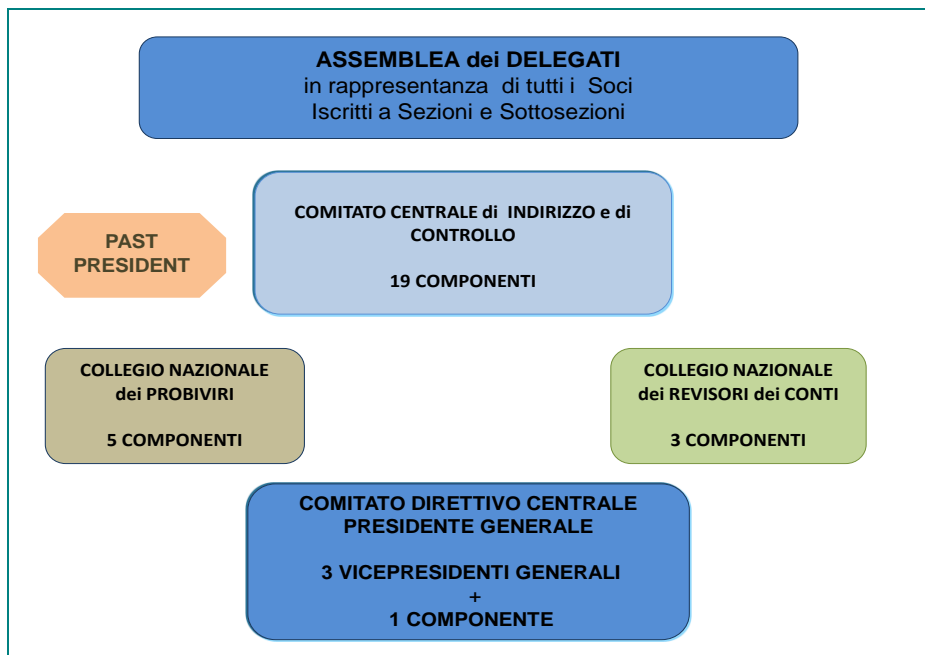 ASSEMBLEA dei DELEGATI
in rappresentanza di tutti i Soci
Iscritti a Sezioni e Sottosezioni
COMITATO CENTRALE di INDIRIZZO e di
CONTROLLO
19 COMPONENTI
PAST
PRESIDENT
COLLEGIO NAZIONALE
dei PROBIVIRI
5 COMPONENTI
COLLEGIO NAZIONALE
dei REVISORI dei CONTI
3 COMPONENTI
COMITATO DIRETTIVO CENTRALE
PRESIDENTE GENERALE
3 VICEPRESIDENTI GENERALI
+
1 COMPONENTE